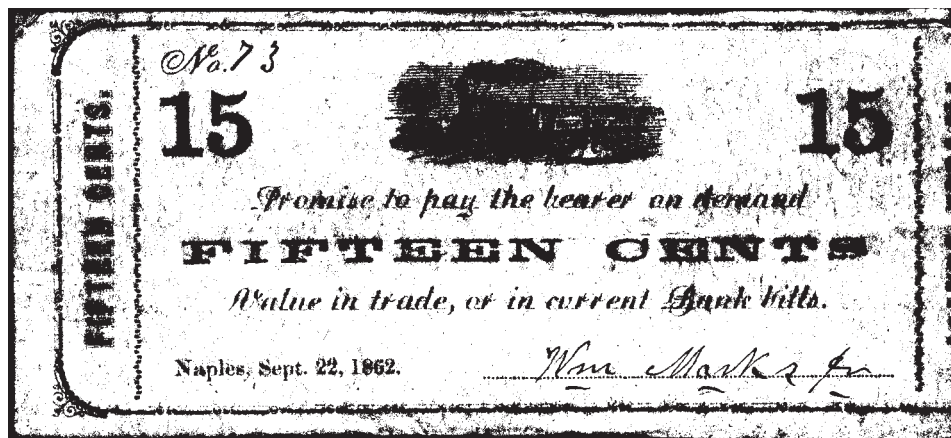 No. 73
15 15
FIFTEEN CENTS.
Promise to pay the bearer on demand
FIFTEEN CENTS
Value in trade, or in current Bank bills.
Naples, Sept. 22, 1862.
Wm Marks Jr